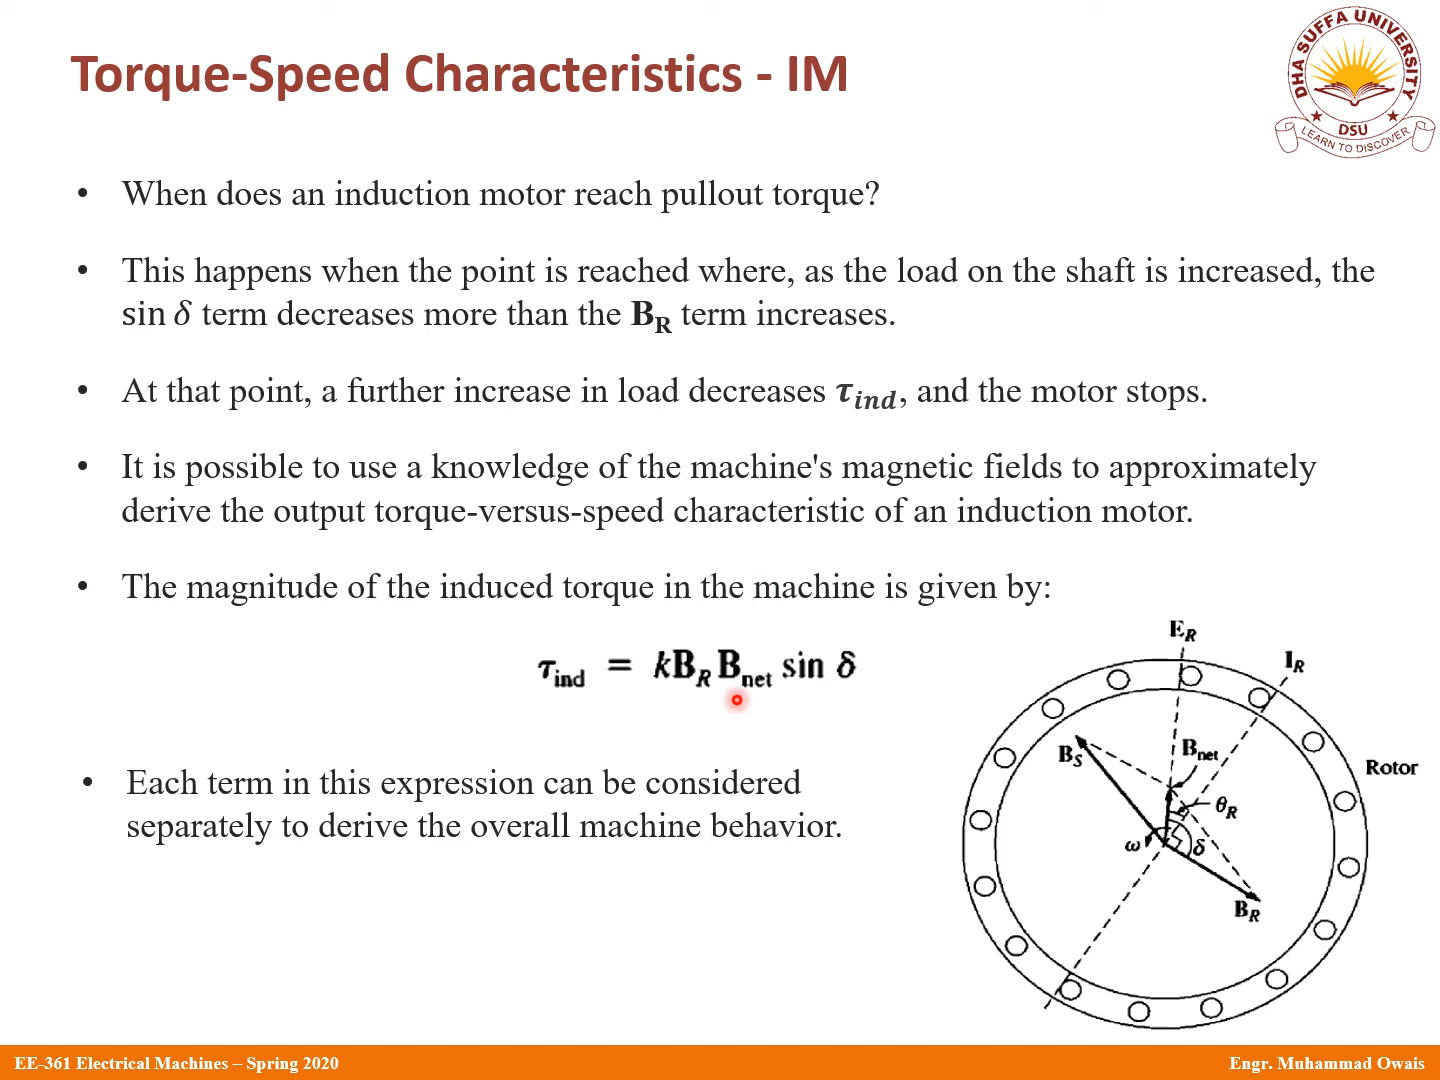 Torque-Speed Characteristics - IM
DHA SUFFA UNIVERSITY
DSU
LEARN TO DISCOVER
• When does an induction motor reach pullout torque?
• This happens when the point is reached where, as the load on the shaft is increased, the
sin δ term decreases more than the B_R term increases.
• At that point, a further increase in load decreases τ_ind, and the motor stops.
• It is possible to use a knowledge of the machine's magnetic fields to approximately
derive the output torque-versus-speed characteristic of an induction motor.
• The magnitude of the induced torque in the machine is given by:
τ_ind = kB_R B_net sin δ
• Each term in this expression can be considered
separately to derive the overall machine behavior.
E_R
I_R
B_S
B_net
Rotor
θ_R
ω
δ
B_R
EE-361 Electrical Machines – Spring 2020
Engr. Muhammad Owais